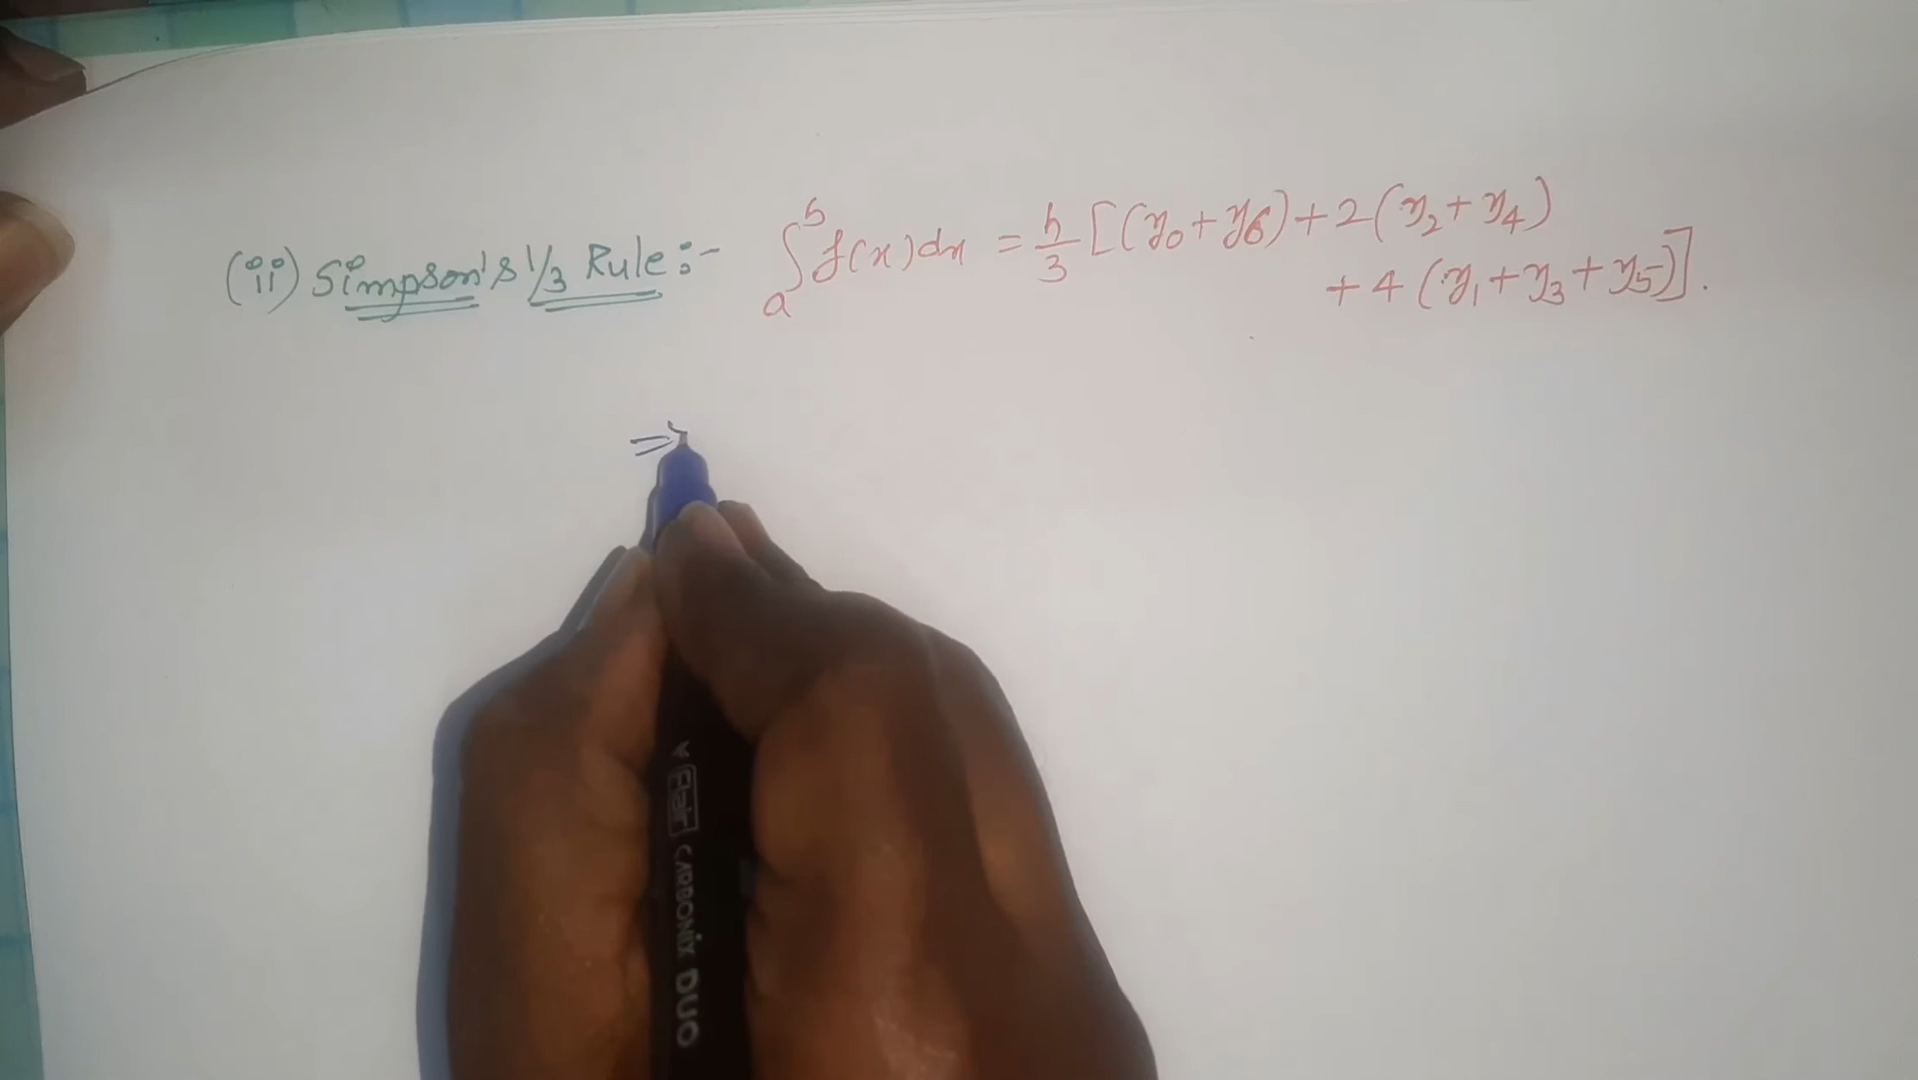 (ii) Simpson's 1/3 Rule :- ∫ₐᵇ f(x) dx = h/3 [(y₀+y₆)+2(y₂+y₄)
+4(y₁+y₃+y₅)].
=>
Flair CARBONIX DUO